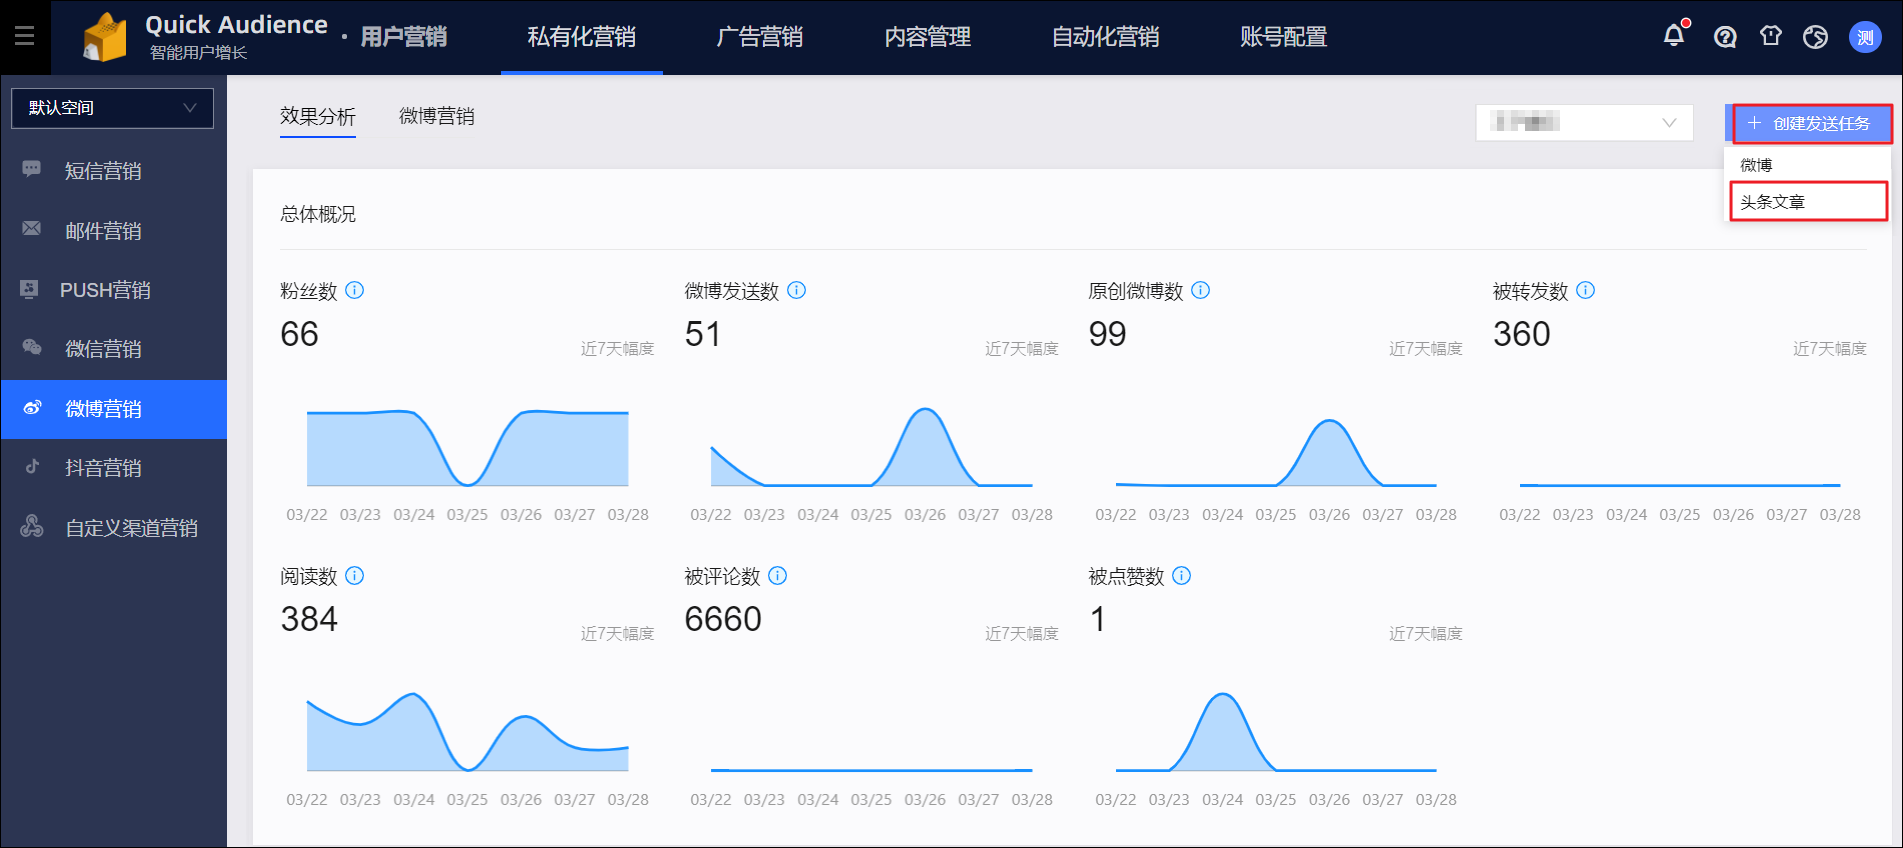 Quick Audience
智能用户增长
· 用户营销
私有化营销
广告营销
内容管理
自动化营销
账号配置
测
默认空间
短信营销
邮件营销
PUSH营销
微信营销
微博营销
抖音营销
自定义渠道营销
效果分析
微博营销
+ 创建发送任务
微博
头条文章
总体概况
粉丝数
66
近7天幅度
03/22 03/23 03/24 03/25 03/26 03/27 03/28
微博发送数
51
近7天幅度
03/22 03/23 03/24 03/25 03/26 03/27 03/28
原创微博数
99
近7天幅度
03/22 03/23 03/24 03/25 03/26 03/27 03/28
被转发数
360
近7天幅度
03/22 03/23 03/24 03/25 03/26 03/27 03/28
阅读数
384
近7天幅度
03/22 03/23 03/24 03/25 03/26 03/27 03/28
被评论数
6660
近7天幅度
03/22 03/23 03/24 03/25 03/26 03/27 03/28
被点赞数
1
近7天幅度
03/22 03/23 03/24 03/25 03/26 03/27 03/28